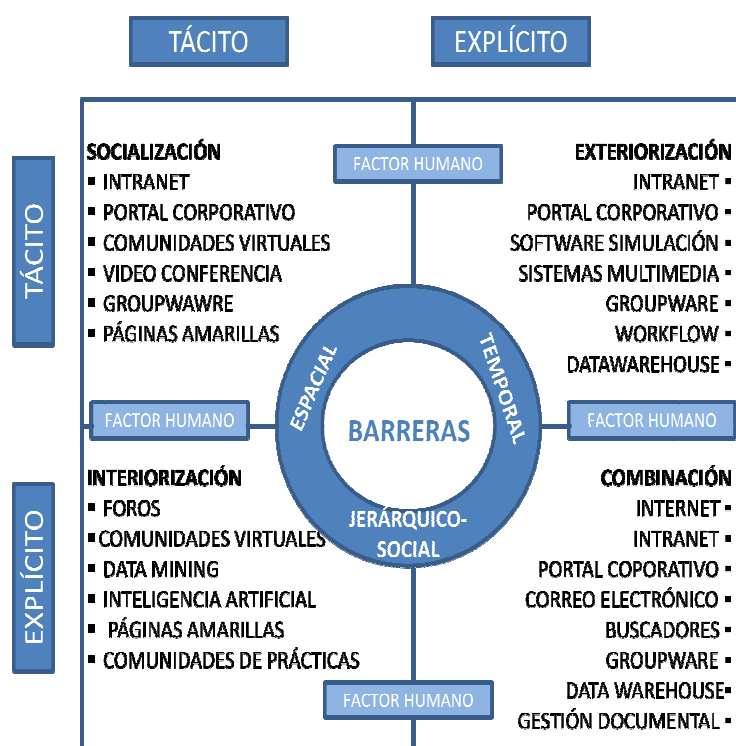 TÁCITO
EXPLÍCITO
TÁCITO
SOCIALIZACIÓN
▪ INTRANET
▪ PORTAL CORPORATIVO
▪ COMUNIDADES VIRTUALES
▪ VIDEO CONFERENCIA
▪ GROUPWAWRE
▪ PÁGINAS AMARILLAS
FACTOR HUMANO
EXTERIORIZACIÓN
INTRANET ▪
PORTAL CORPORATIVO ▪
SOFTWARE SIMULACIÓN ▪
SISTEMAS MULTIMEDIA ▪
GROUPWARE ▪
WORKFLOW ▪
DATAWAREHOUSE ▪
FACTOR HUMANO
ESPACIAL
TEMPORAL
BARRERAS
JERÁRQUICO-
SOCIAL
FACTOR HUMANO
EXPLÍCITO
INTERIORIZACIÓN
▪ FOROS
▪ COMUNIDADES VIRTUALES
▪ DATA MINING
▪ INTELIGENCIA ARTIFICIAL
▪ PÁGINAS AMARILLAS
▪ COMUNIDADES DE PRÁCTICAS
FACTOR HUMANO
COMBINACIÓN
INTERNET ▪
INTRANET ▪
PORTAL COPORATIVO ▪
CORREO ELECTRÓNICO ▪
BUSCADORES ▪
GROUPWARE ▪
DATA WAREHOUSE ▪
GESTIÓN DOCUMENTAL ▪